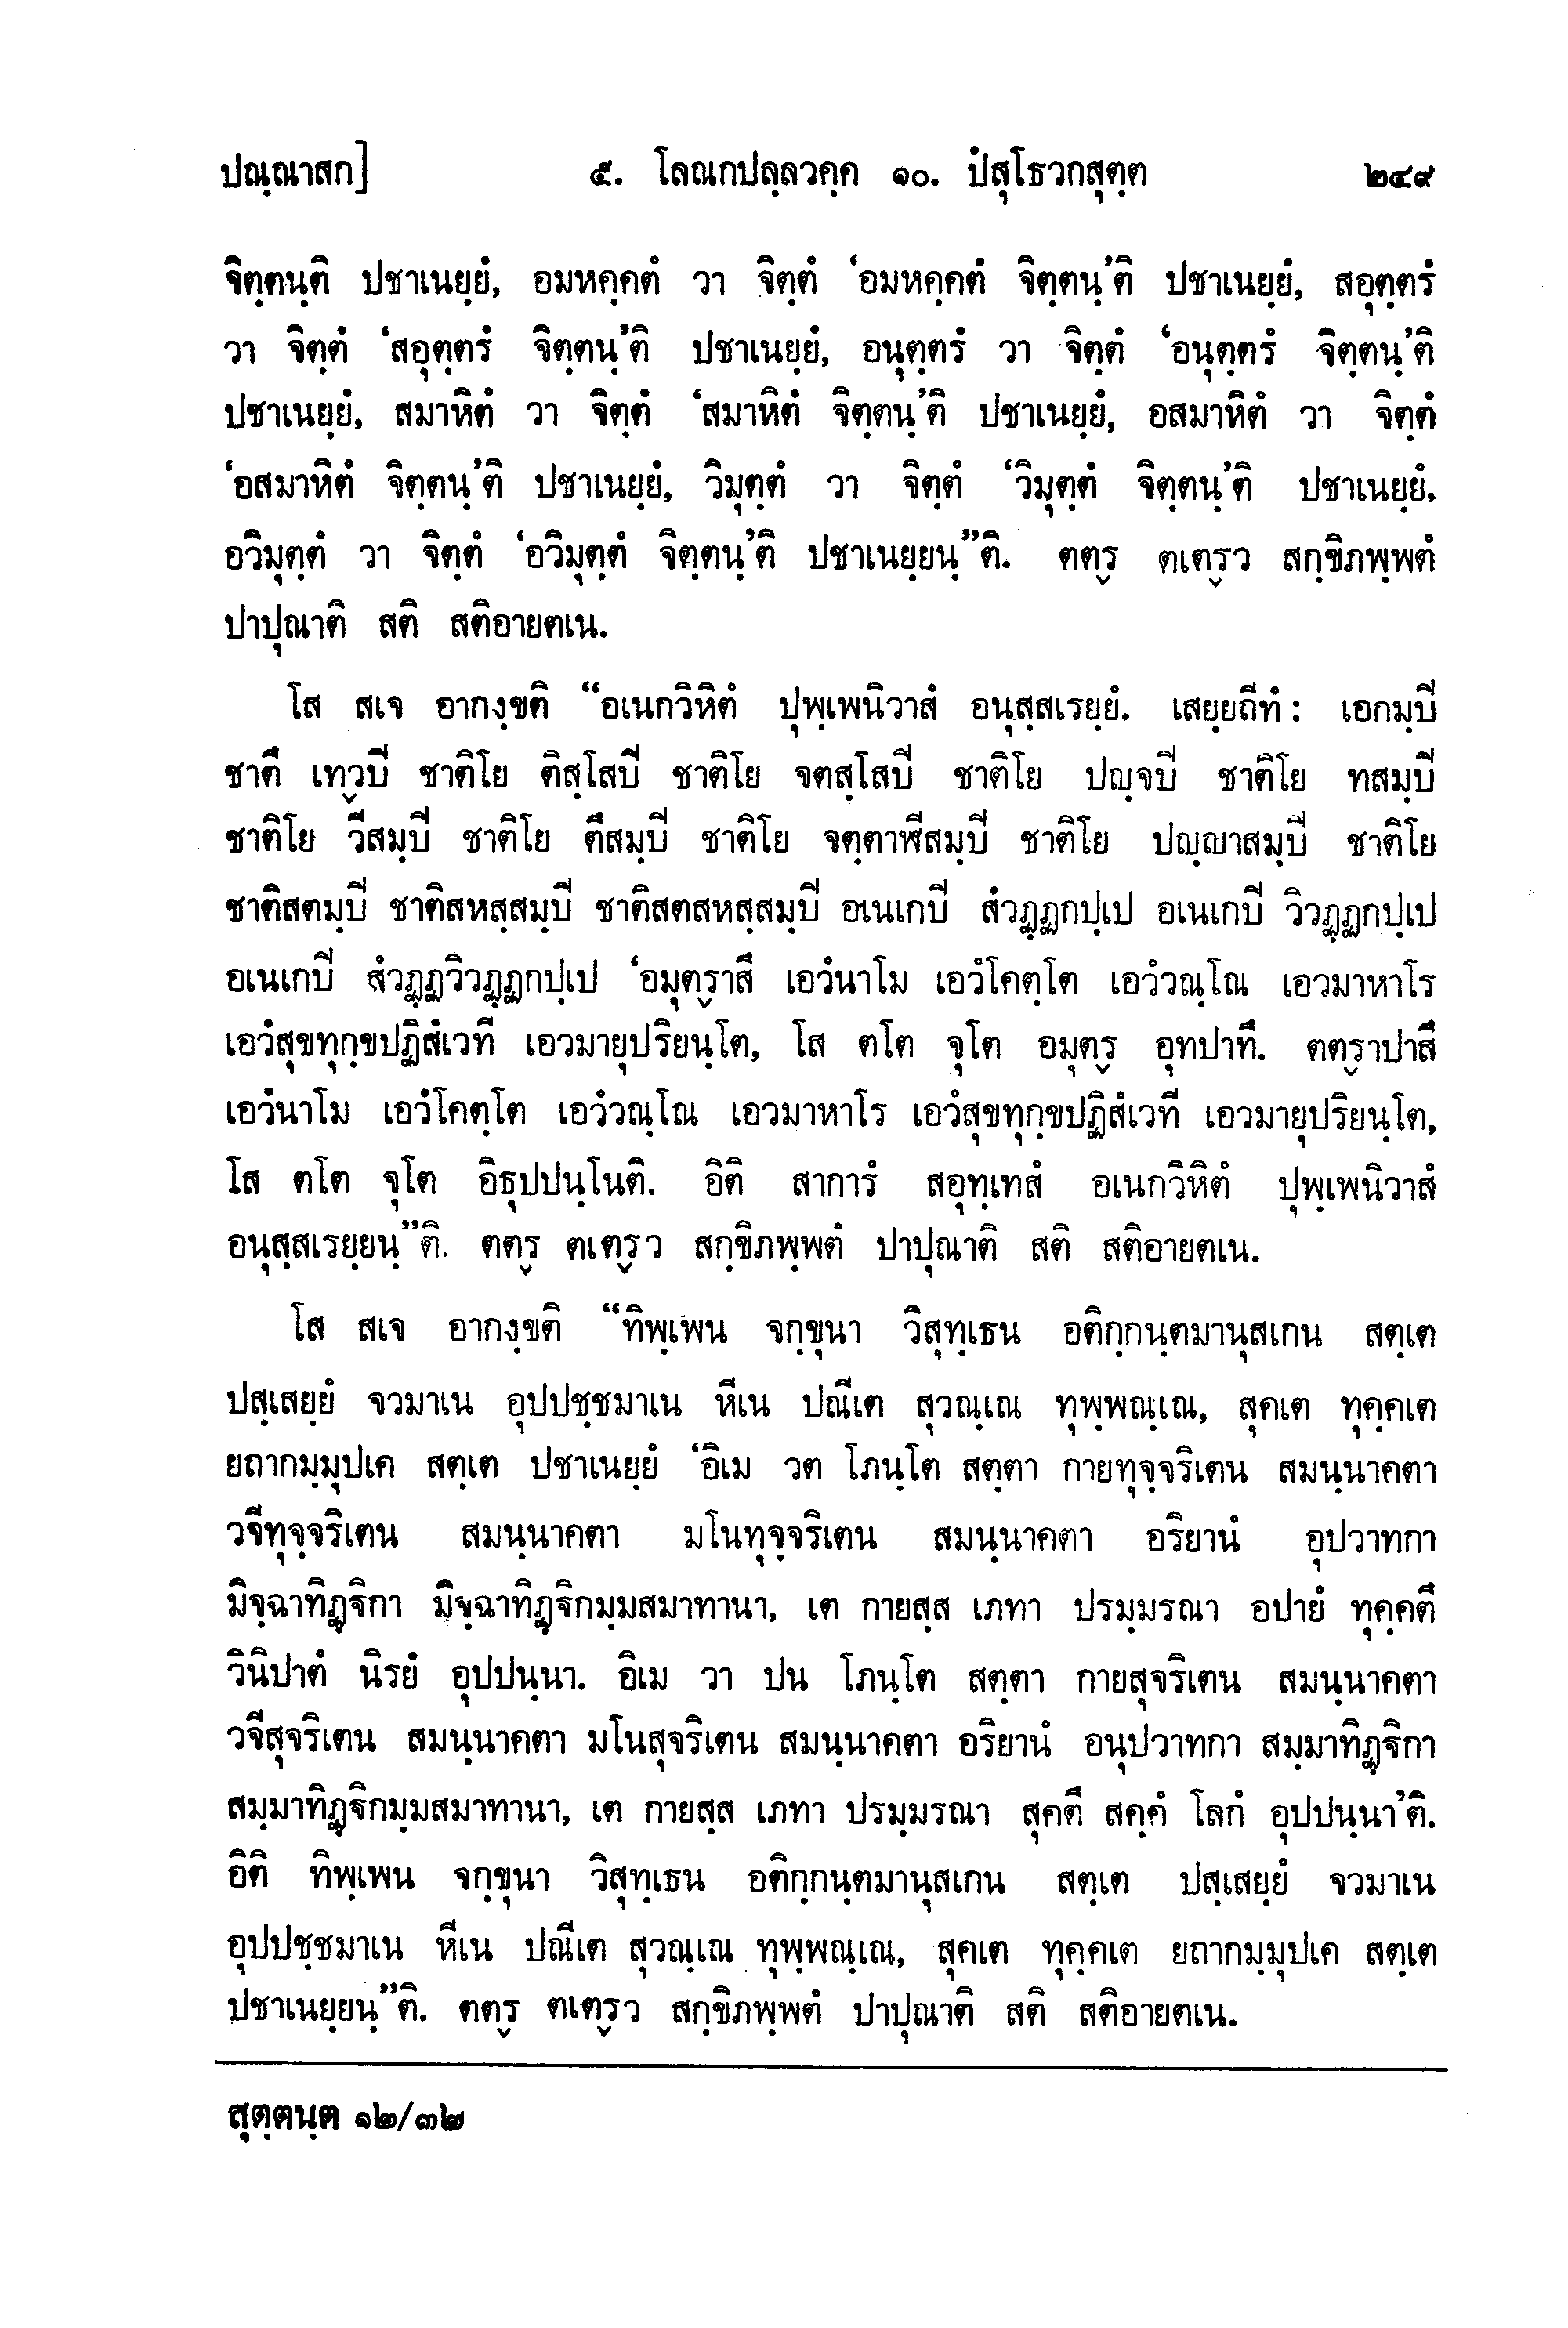 ปณฺณาสก]	๕. โลณกปลฺลวคฺค ๑๐. ปํสุโธวกสุตฺต	๒๔๙
จิตฺตนฺติ ปชาเนยฺยํ, อมหคฺคตํ วา จิตฺตํ ‘อมหคฺคตํ จิตฺตนฺ’ติ ปชาเนยฺยํ, สอุตฺตรํ
วา จิตฺตํ ‘สอุตฺตรํ จิตฺตนฺ’ติ ปชาเนยฺยํ, อนุตฺตรํ วา จิตฺตํ ‘อนุตฺตรํ จิตฺตนฺ’ติ
ปชาเนยฺยํ, สมาหิตํ วา จิตฺตํ ‘สมาหิตํ จิตฺตนฺ’ติ ปชาเนยฺยํ, อสมาหิตํ วา จิตฺตํ
‘อสมาหิตํ จิตฺตนฺ’ติ ปชาเนยฺยํ, วิมุตฺตํ วา จิตฺตํ ‘วิมุตฺตํ จิตฺตนฺ’ติ ปชาเนยฺยํ.
อวิมุตฺตํ วา จิตฺตํ ‘อวิมุตฺตํ จิตฺตนฺ’ติ ปชาเนยฺยนฺ”ติ. ตตฺร ตเตฺรว สกฺขิภพฺพตํ
ปาปุณาติ สติ สติอายตเน.
โส สเจ อากงฺขติ “อเนกวิหิตํ ปุพฺเพนิวาสํ อนุสฺสเรยฺยํ. เสยฺยถีทํ: เอกมฺปิ
ชาตึ เทฺวปิ ชาติโย ติสฺโสปิ ชาติโย จตสฺโสปิ ชาติโย ปญฺจปิ ชาติโย ทสมฺปิ
ชาติโย วีสมฺปิ ชาติโย ตึสมฺปิ ชาติโย จตฺตาฬีสมฺปิ ชาติโย ปญฺญาสมฺปิ ชาติโย
ชาติสตมฺปิ ชาติสหสฺสมฺปิ ชาติสตสหสฺสมฺปิ อเนเกปิ สํวฏฺฏกปฺเป อเนเกปิ วิวฏฺฏกปฺเป
อเนเกปิ สํวฏฺฏวิวฏฺฏกปฺเป ‘อมุตฺราสึ เอวํนาโม เอวํโคตฺโต เอวํวณฺโณ เอวมาหาโร
เอวํสุขทุกฺขปฏิสํเวที เอวมายุปริยนฺโต, โส ตโต จุโต อมุตฺร อุทปาทึ. ตตฺราปาสึ
เอวํนาโม เอวํโคตฺโต เอวํวณฺโณ เอวมาหาโร เอวํสุขทุกฺขปฏิสํเวที เอวมายุปริยนฺโต,
โส ตโต จุโต อิธุปปนฺโนติ. อิติ สาการํ สอุทฺเทสํ อเนกวิหิตํ ปุพฺเพนิวาสํ
อนุสฺสเรยฺยนฺ”ติ. ตตฺร ตเตฺรว สกฺขิภพฺพตํ ปาปุณาติ สติ สติอายตเน.
โส สเจ อากงฺขติ “ทิพฺเพน จกฺขุนา วิสุทฺเธน อติกฺกนฺตมานุสเกน สตฺเต
ปสฺเสยฺยํ จวมาเน อุปปชฺชมาเน หีเน ปณีเต สุวณฺเณ ทุพฺพณฺเณ, สุคเต ทุคฺคเต
ยถากมฺมุปเค สตฺเต ปชาเนยฺยํ ‘อิเม วต โภนฺโต สตฺตา กายทุจฺจริเตน สมนฺนาคตา
วจีทุจฺจริเตน สมนฺนาคตา มโนทุจฺจริเตน สมนฺนาคตา อริยานํ อุปวาทกา
มิจฺฉาทิฏฺฐิกา มิจฺฉาทิฏฺฐิกมฺมสมาทานา, เต กายสฺส เภทา ปรมฺมรณา อปายํ ทุคฺคตึ
วินิปาตํ นิรยํ อุปปนฺนา. อิเม วา ปน โภนฺโต สตฺตา กายสุจริเตน สมนฺนาคตา
วจีสุจริเตน สมนฺนาคตา มโนสุจริเตน สมนฺนาคตา อริยานํ อนุปวาทกา สมฺมาทิฏฺฐิกา
สมฺมาทิฏฺฐิกมฺมสมาทานา, เต กายสฺส เภทา ปรมฺมรณา สุคตึ สคฺคํ โลกํ อุปปนฺนา’ติ.
อิติ ทิพฺเพน จกฺขุนา วิสุทฺเธน อติกฺกนฺตมานุสเกน สตฺเต ปสฺเสยฺยํ จวมาเน
อุปปชฺชมาเน หีเน ปณีเต สุวณฺเณ ทุพฺพณฺเณ, สุคเต ทุคฺคเต ยถากมฺมุปเค สตฺเต
ปชาเนยฺยนฺ”ติ. ตตฺร ตเตฺรว สกฺขิภพฺพตํ ปาปุณาติ สติ สติอายตเน.
สุตฺตนฺต ๑๒/๓๒